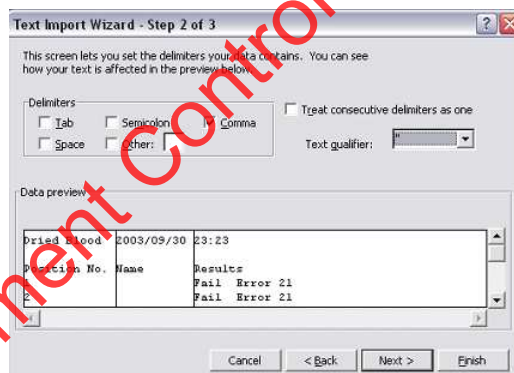 Text Import Wizard - Step 2 of 3
This screen lets you set the delimiters your data contains. You can see
how your text is affected in the preview below.
Delimiters
Tab Semicolon Comma
Space Other:
Treat consecutive delimiters as one
Text qualifier: "
Data preview
Dried Blood 2003/09/30 23:23
Position No. Name Results
1 Fail Error 21
2 Fail Error 21
Cancel < Back Next > Finish
ment Control